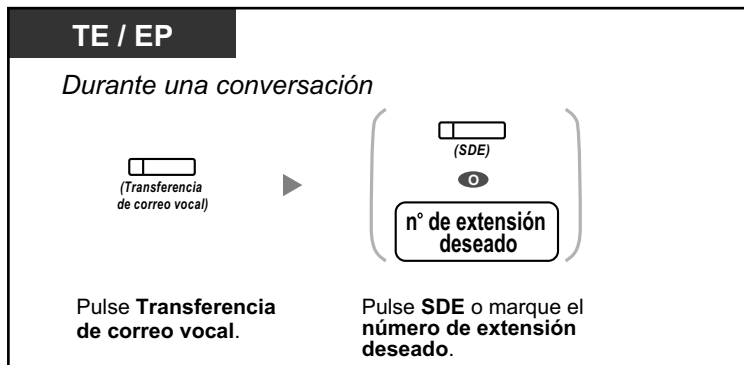 TE / EP
Durante una conversación
(Transferencia
de correo vocal)
(SDE)
O
n° de extensión
deseado
Pulse Transferencia
de correo vocal.
Pulse SDE o marque el
número de extensión
deseado.